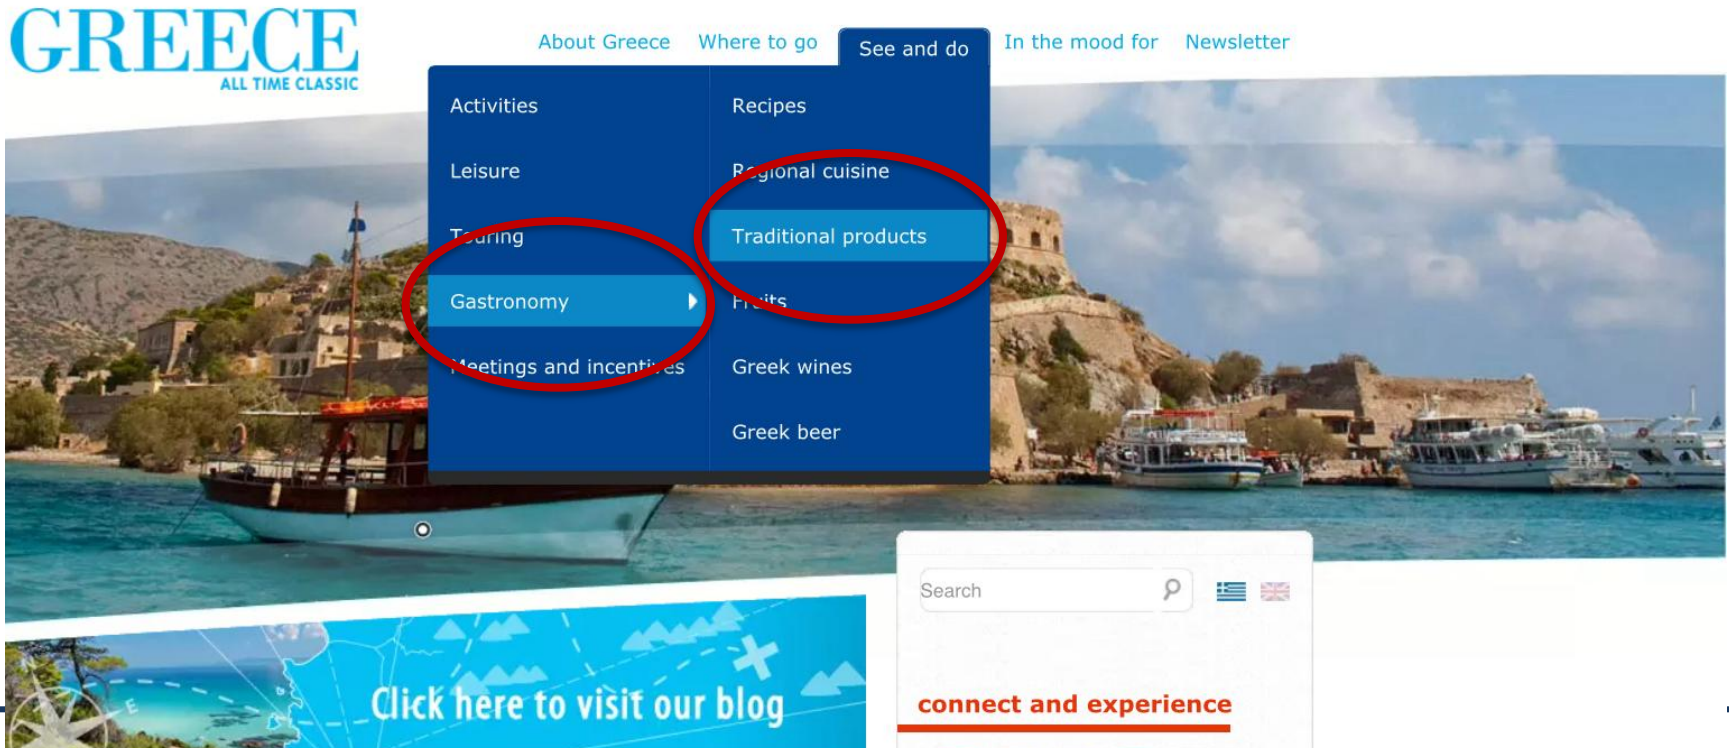 GREECE
ALL TIME CLASSIC
About Greece
Where to go
See and do
In the mood for
Newsletter
Activities
Leisure
Touring
Gastronomy
Meetings and incentives
Recipes
Regional cuisine
Traditional products
Fruits
Greek wines
Greek beer
Search
Click here to visit our blog
E
connect and experience